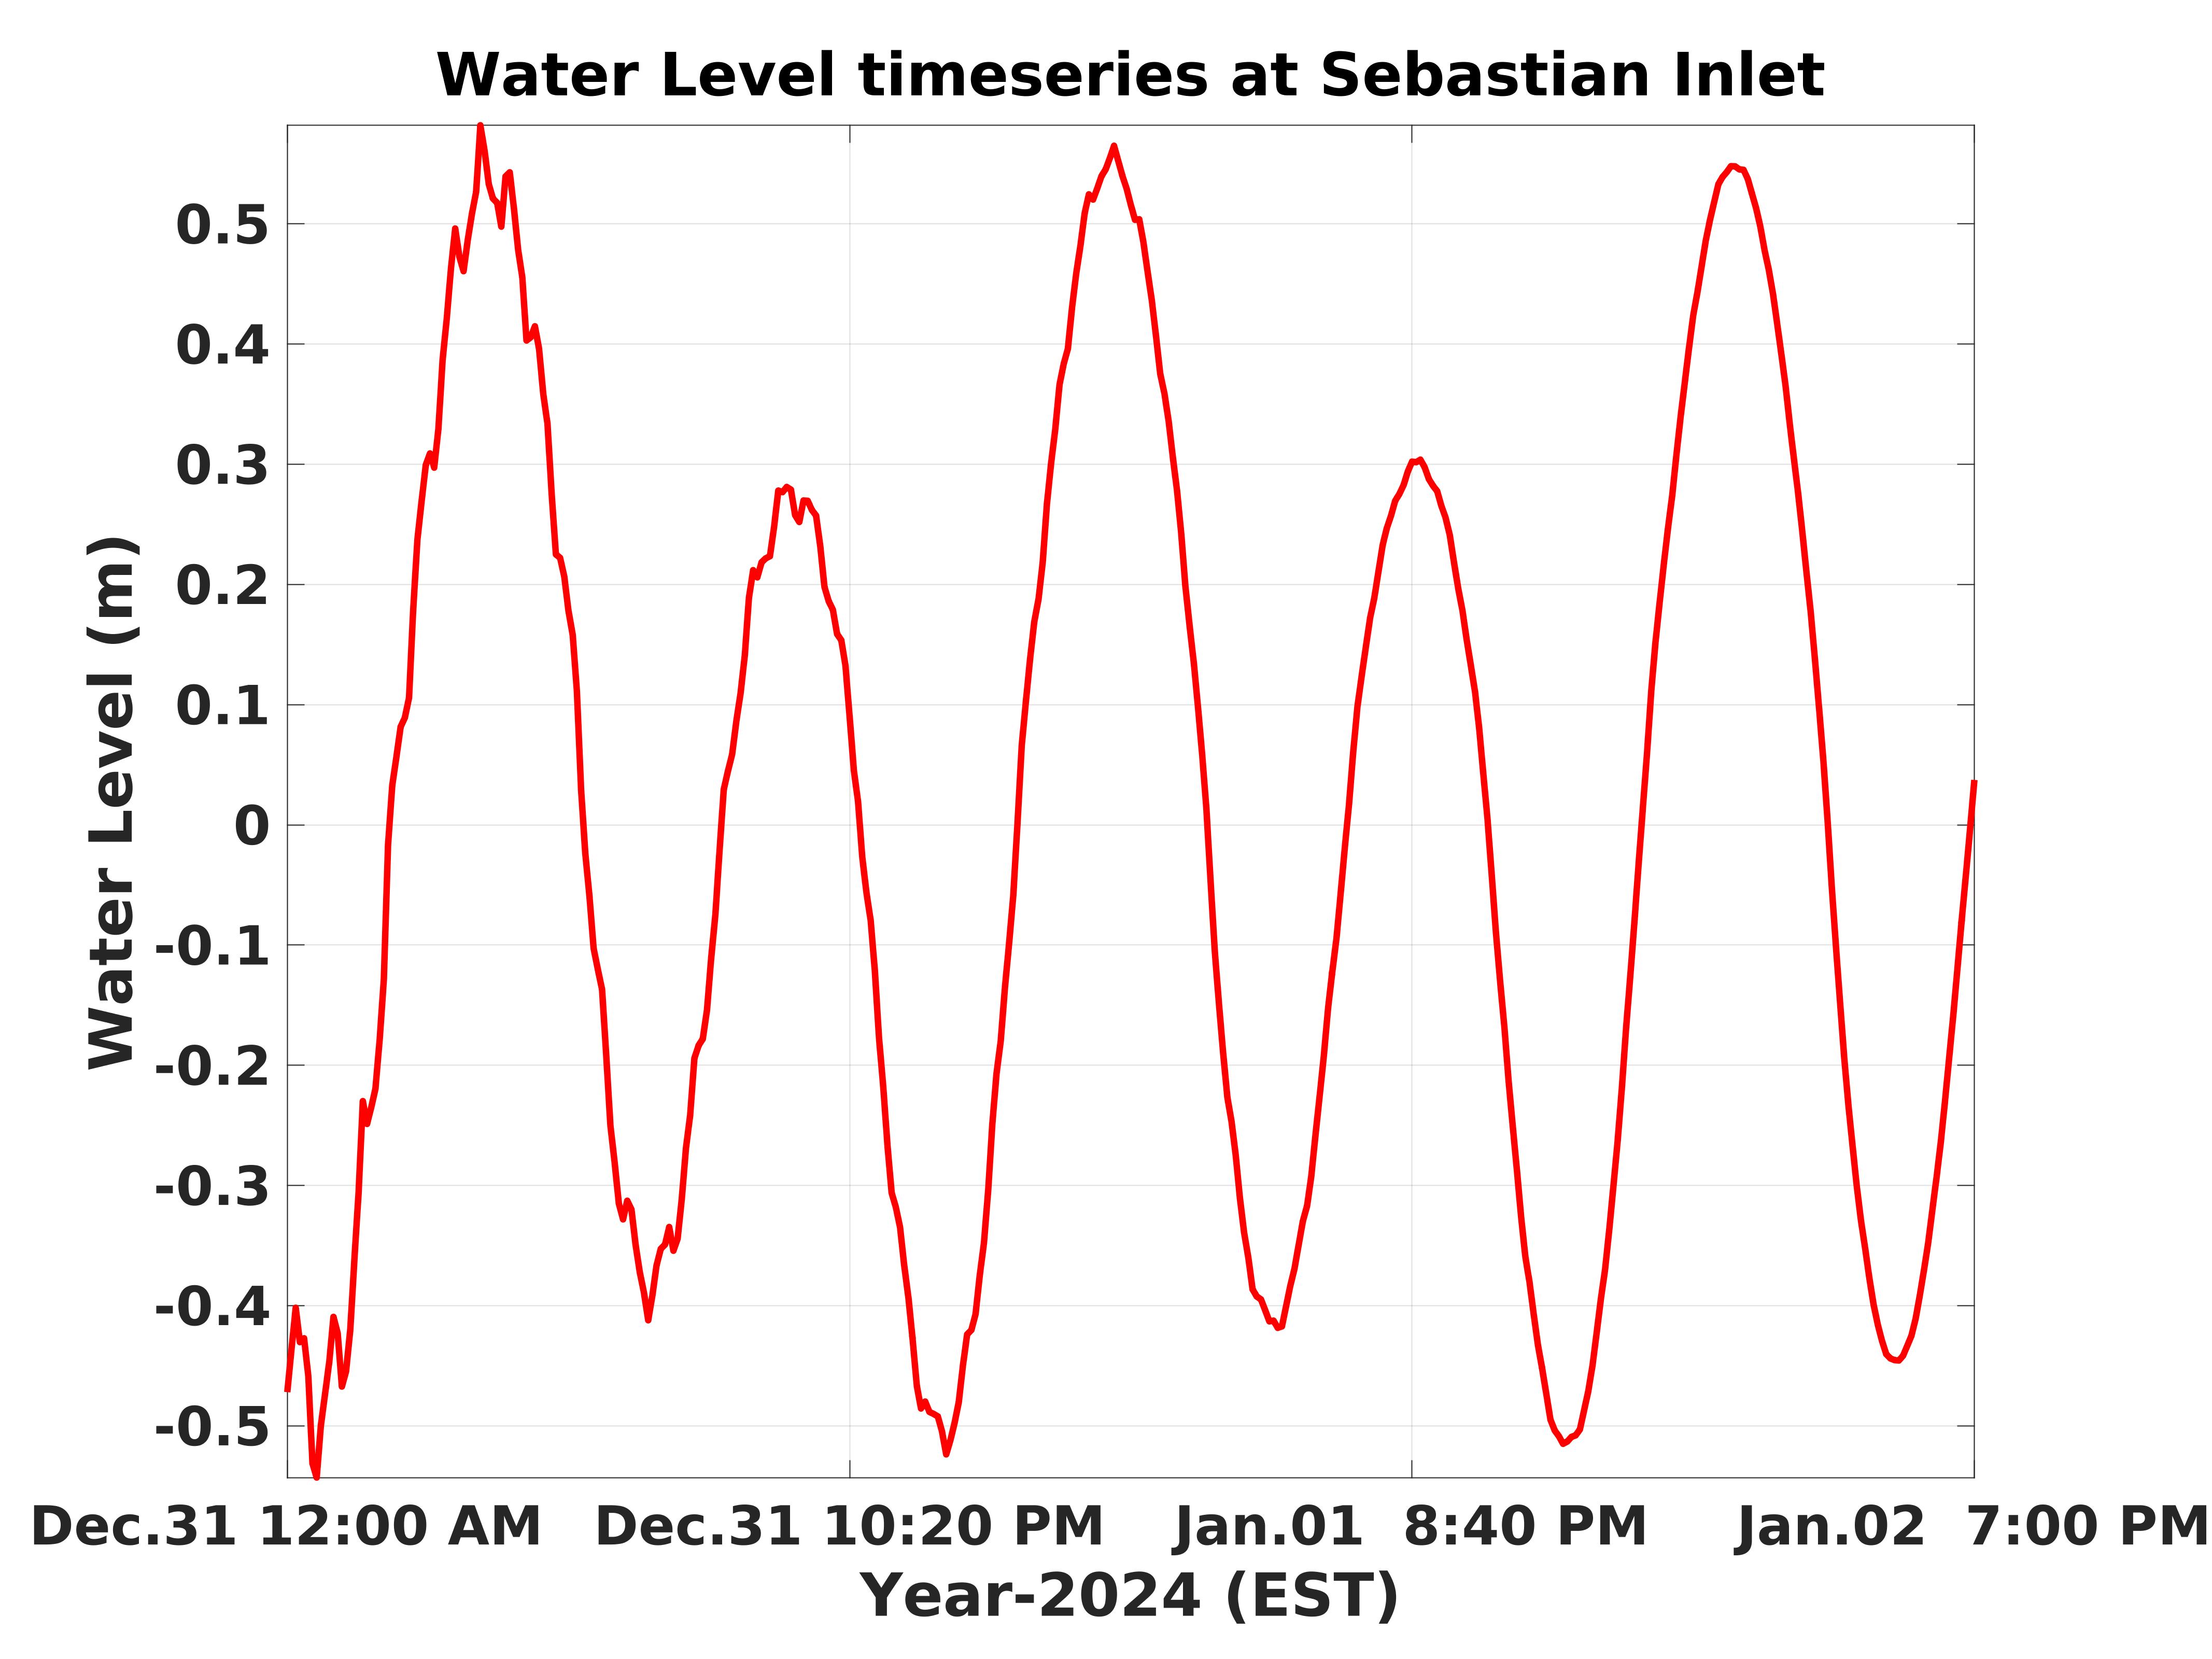 Water Level timeseries at Sebastian Inlet
Water Level (m)
0.5
0.4
0.3
0.2
0.1
0
-0.1
-0.2
-0.3
-0.4
-0.5
Dec.31 12:00 AM Dec.31 10:20 PM Jan.01 8:40 PM Jan.02 7:00 PM
Year-2024 (EST)